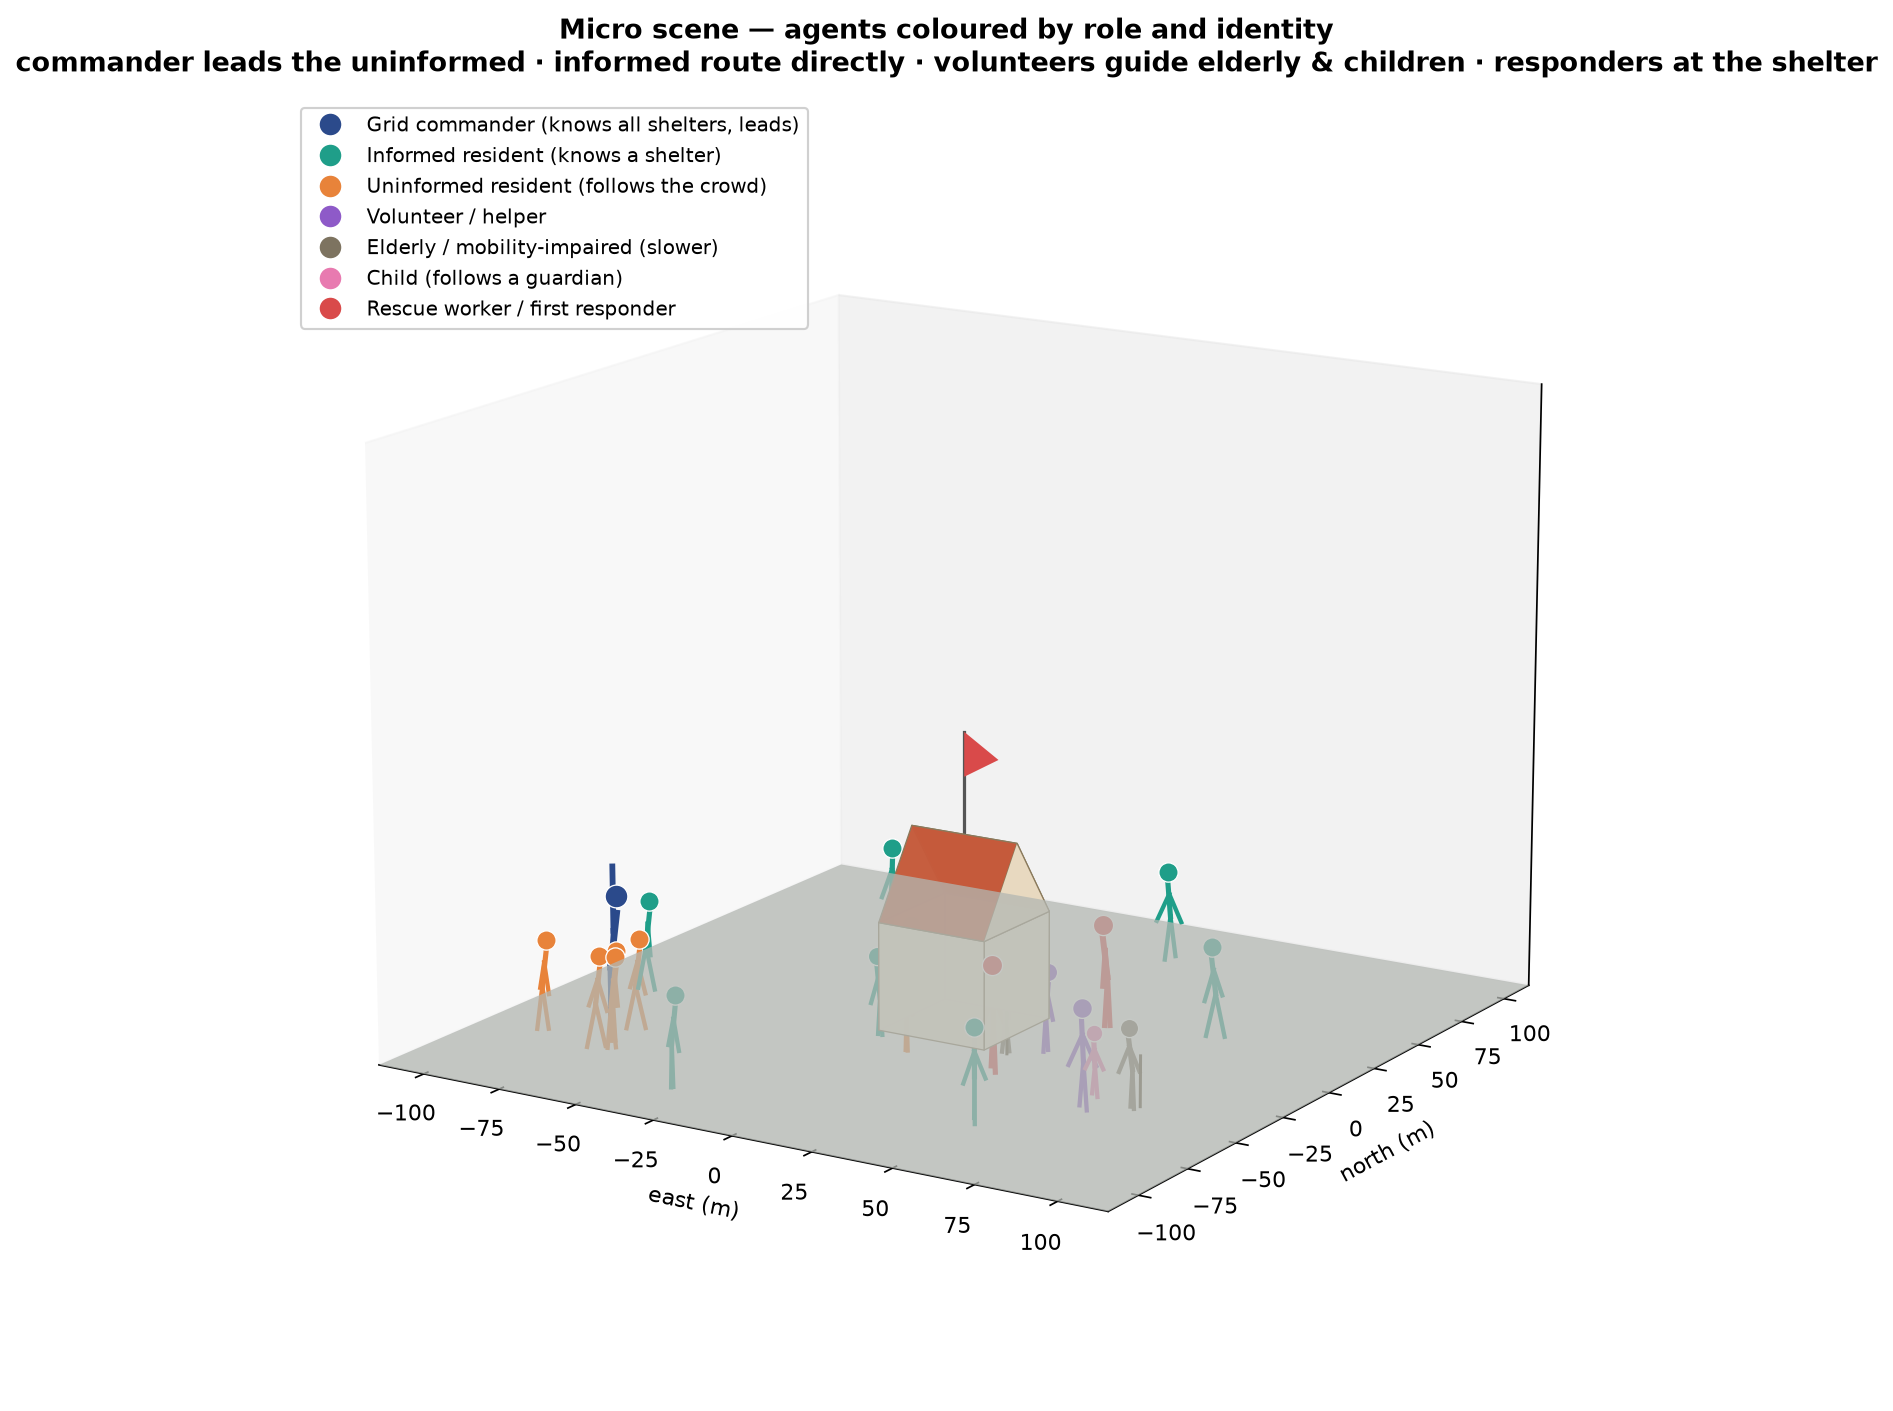 Micro scene — agents coloured by role and identity
commander leads the uninformed · informed route directly · volunteers guide elderly & children · responders at the shelter
Grid commander (knows all shelters, leads)
Informed resident (knows a shelter)
Uninformed resident (follows the crowd)
Volunteer / helper
Elderly / mobility-impaired (slower)
Child (follows a guardian)
Rescue worker / first responder
−100
−75
−50
−25
0
25
50
75
100
east (m)
−100
−75
−50
−25
0
25
50
75
100
north (m)